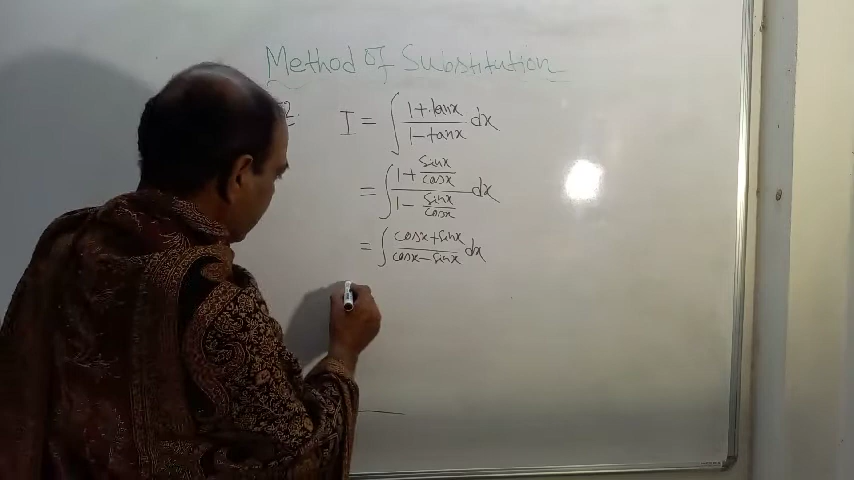 Method of Substitution
I = ∫ (1+tanx)/(1-tanx) dx
= ∫ (1+ sinx/cosx)/(1- sinx/cosx) dx
= ∫ (cosx+sinx)/(cosx-sinx) dx